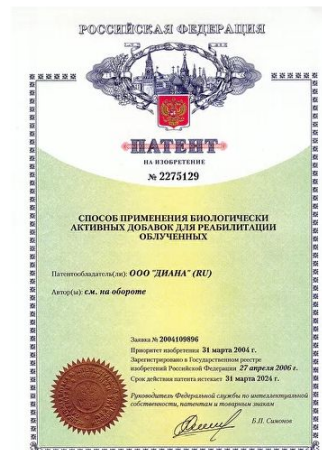 РОССИЙСКАЯ ФЕДЕРАЦИЯ
ПАТЕНТ
НА ИЗОБРЕТЕНИЕ
№ 2275129
СПОСОБ ПРИМЕНЕНИЯ БИОЛОГИЧЕСКИ
АКТИВНЫХ ДОБАВОК ДЛЯ РЕАБИЛИТАЦИИ
ОБЛУЧЕННЫХ
Патентообладатель(ли): ООО "ДИАНА" (RU)
Автор(ы): см. на обороте
Заявка № 2004109896
Приоритет изобретения 31 марта 2004 г.
Зарегистрировано в Государственном реестре
изобретений Российской Федерации 27 апреля 2006 г.
Срок действия патента истекает 31 марта 2024 г.
Руководитель Федеральной службы по интеллектуальной
собственности, патентам и товарным знакам
Б.П. Симонов